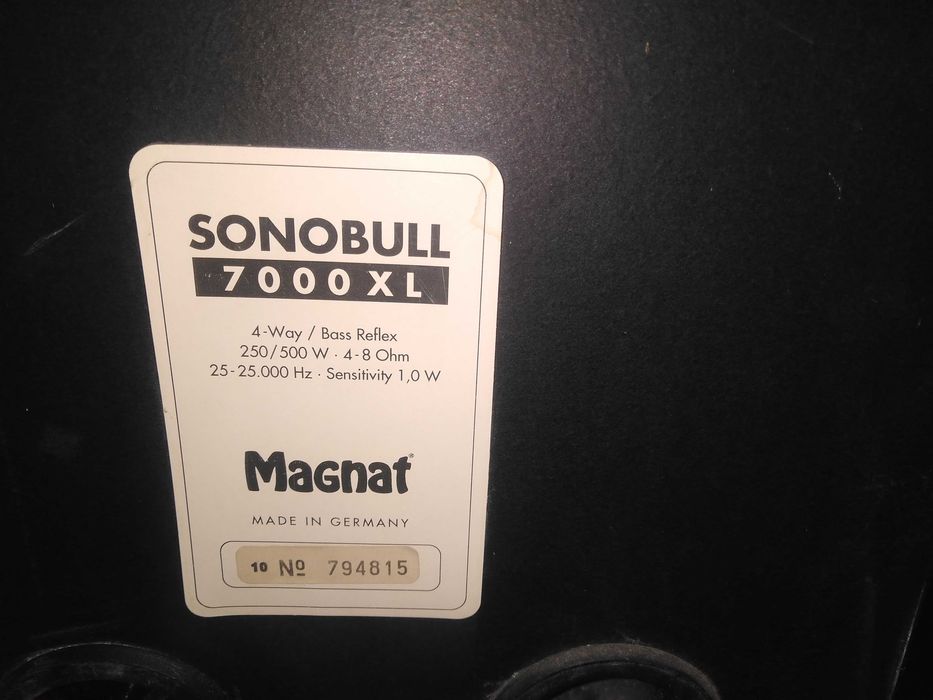 SONOBULL
7000 XL
4-Way / Bass Reflex
250/500 W · 4-8 Ohm
25-25.000 Hz · Sensitivity 1,0 W
Magnat®
MADE IN GERMANY
10 Nº 794815